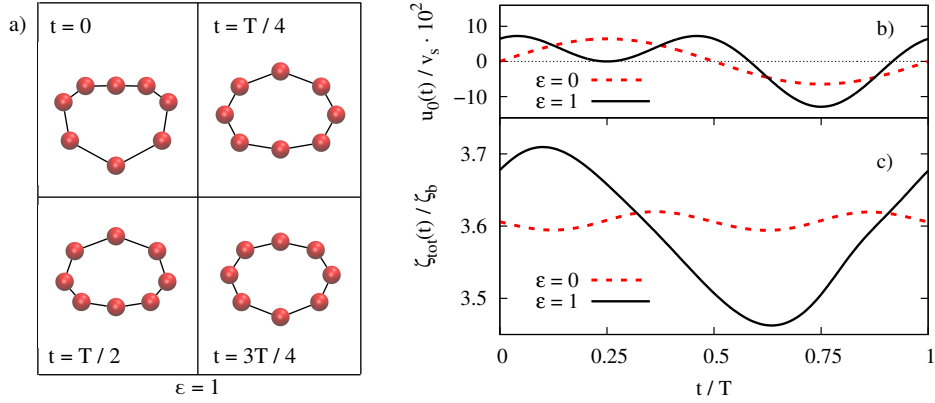 a)
t = 0
t = T / 4
t = T / 2
t = 3T / 4
ε = 1
b)
u₀(t) / vₛ · 10²
10
0
−10
ε=0
ε=1
c)
ζtot(t) / ζb
3.7
3.6
3.5
ε=0
ε=1
0
0.25
0.5
0.75
1
t / T